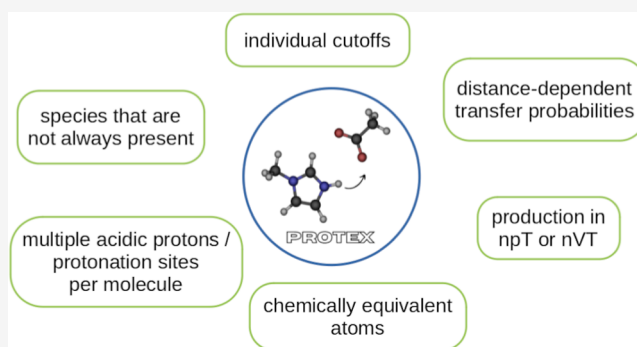 individual cutoffs
distance-dependent
transfer probabilities
species that are
not always present
PROTEX
production in
npT or nVT
multiple acidic protons /
protonation sites
per molecule
chemically equivalent
atoms